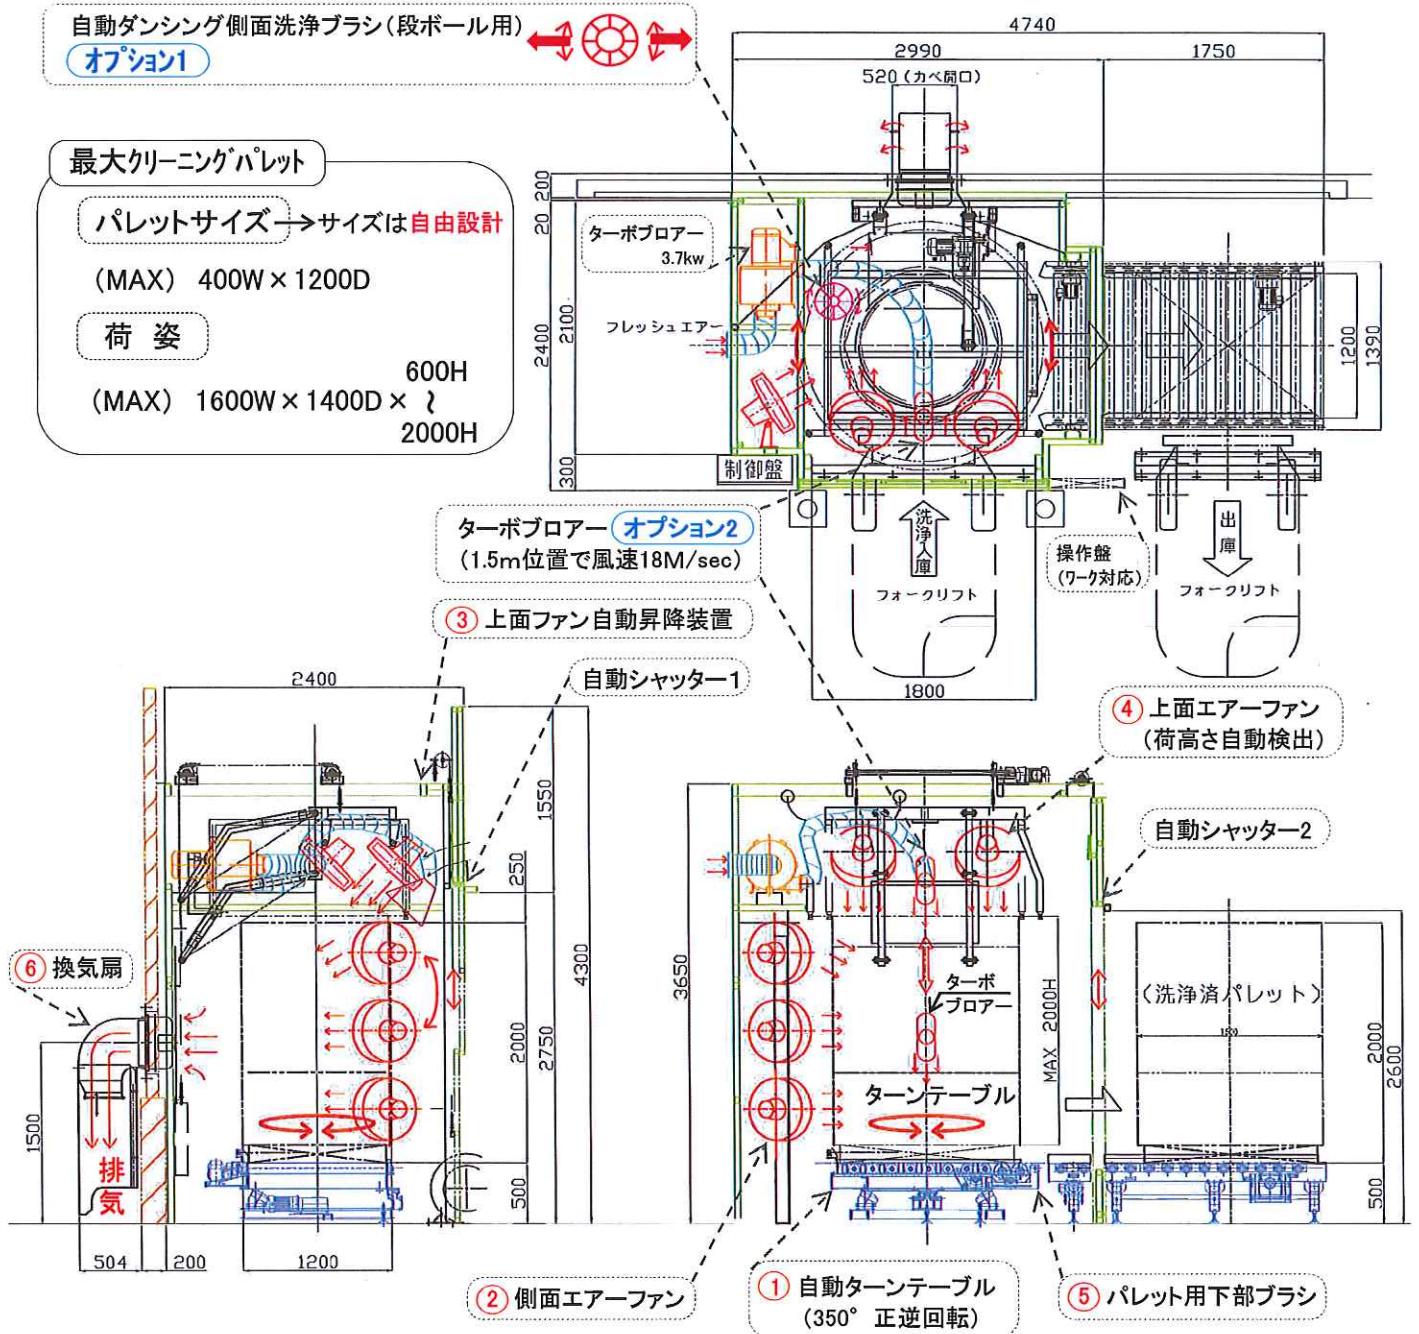 自動ダンシング側面洗浄ブラシ(段ボール用)
オプション1
最大クリーニングパレット
パレットサイズ→サイズは自由設計
(MAX) 400W×1200D
荷 姿
600H
(MAX) 1600W×1400D× ~
2000H
4740
2990
1750
520 (カベ開口)
200
20
2100
2400
300
ターボブロアー
3.7kw
フレッシュエアー
制御盤
1200
1390
洗浄入庫
出庫
操作盤
(ワーク対応)
フォークリフト
フォークリフト
1800
ターボブロアー オプション2
(1.5m位置で風速18M/sec)
③ 上面ファン自動昇降装置
自動シャッター1
2400
1550
250
4300
2000
2750
500
⑥ 換気扇
1500
排気
504
200
1200
④ 上面エアーファン
(荷高さ自動検出)
自動シャッター2
3650
ターボ
ブロアー
MAX 2000H
ターンテーブル
(洗浄済パレット)
2000
2600
500
② 側面エアーファン
① 自動ターンテーブル
(350° 正逆回転)
⑤ パレット用下部ブラシ